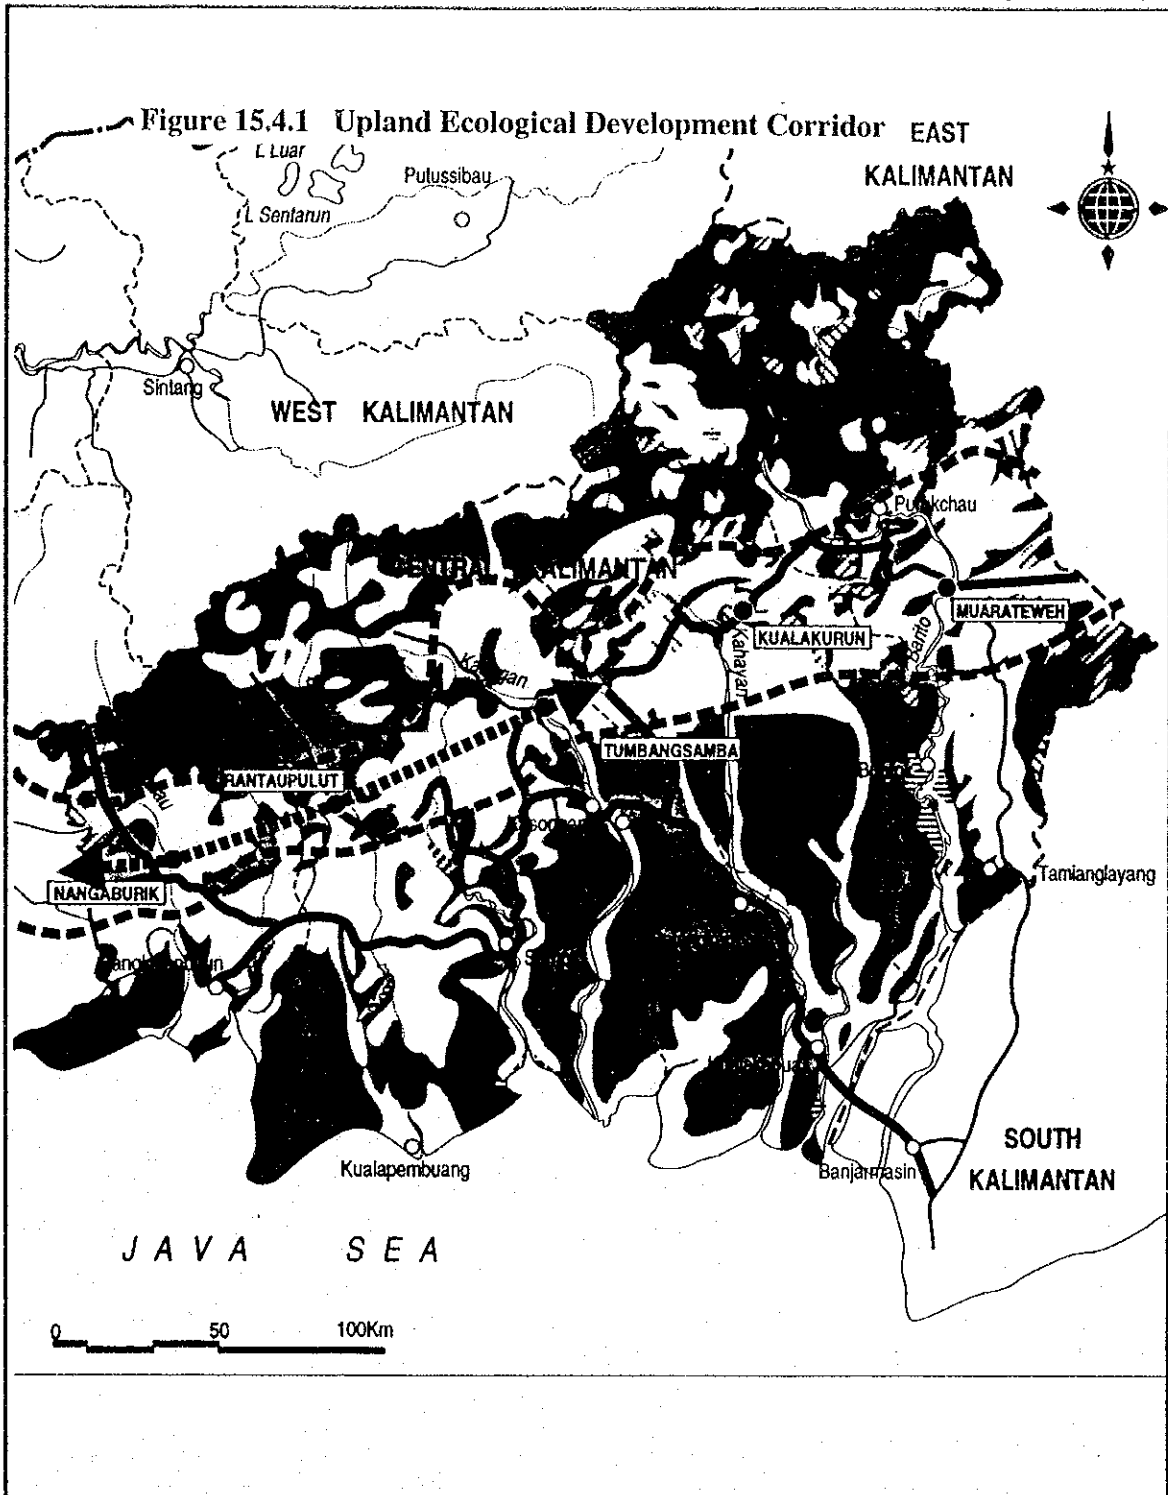 Figure 15.4.1 Upland Ecological Development Corridor
EAST
KALIMANTAN
L Luar
Putussibau
L Sentarun
Sintang
WEST KALIMANTAN
KALIMANTAN
MUARATEWEH
KUALAKURUN
Barito
Kahayan
TUMBANGSAMBA
RANTAUPULUT
NANGABURIK
Tamianglayang
Kualapembuang
Banjarmasin
SOUTH
KALIMANTAN
JAVA SEA
0 50 100Km